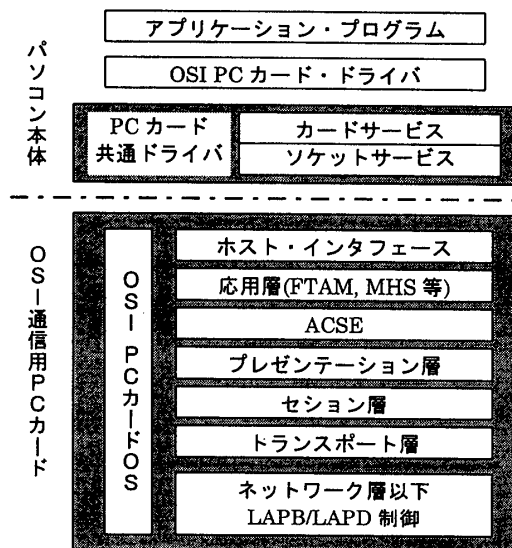 パソコン本体
アプリケーション・プログラム
OSI PC カード・ドライバ
PC カード
共通ドライバ
カードサービス
ソケットサービス
OSI通信用PCカード
OSI PCカードOS
ホスト・インタフェース
応用層(FTAM, MHS 等)
ACSE
プレゼンテーション層
セション層
トランスポート層
ネットワーク層以下
LAPB/LAPD 制御